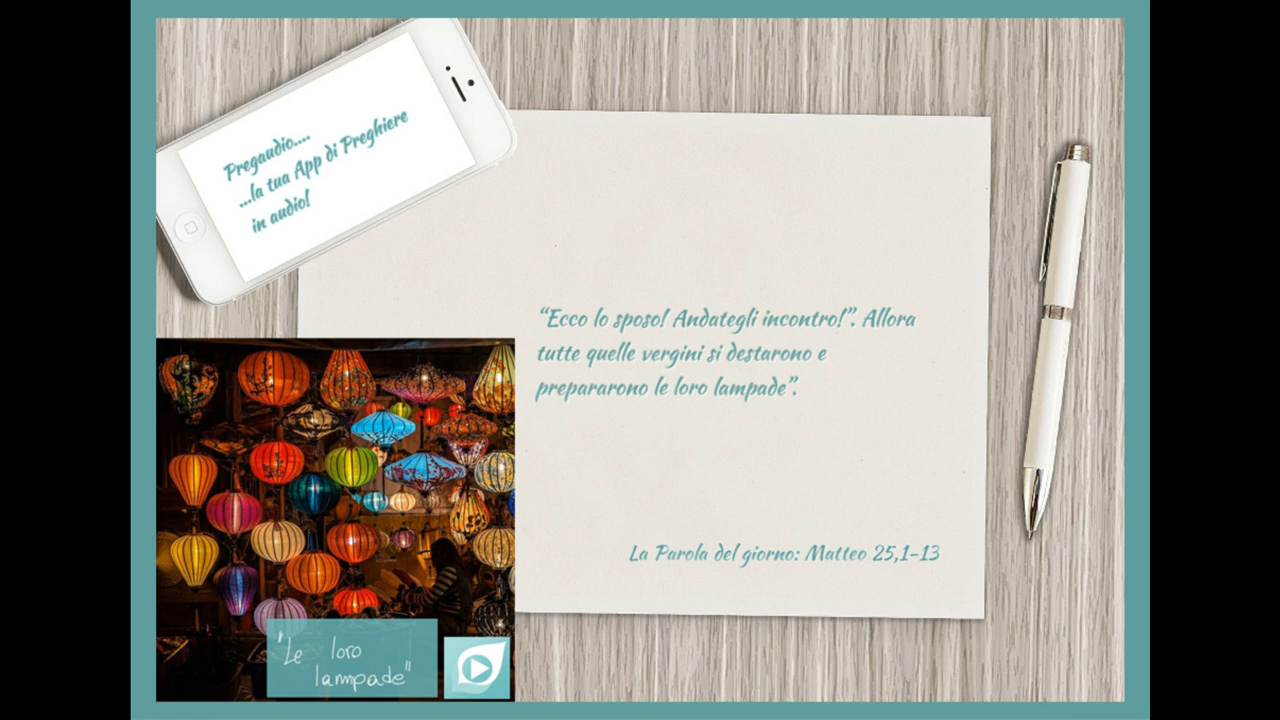 Pregaudio....
...la tua App di Preghiere
in audio!
“Ecco lo sposo! Andategli incontro!”. Allora
tutte quelle vergini si destarono e
prepararono le loro lampade”.
La Parola del giorno: Matteo 25,1-13
"Le loro
lampade"